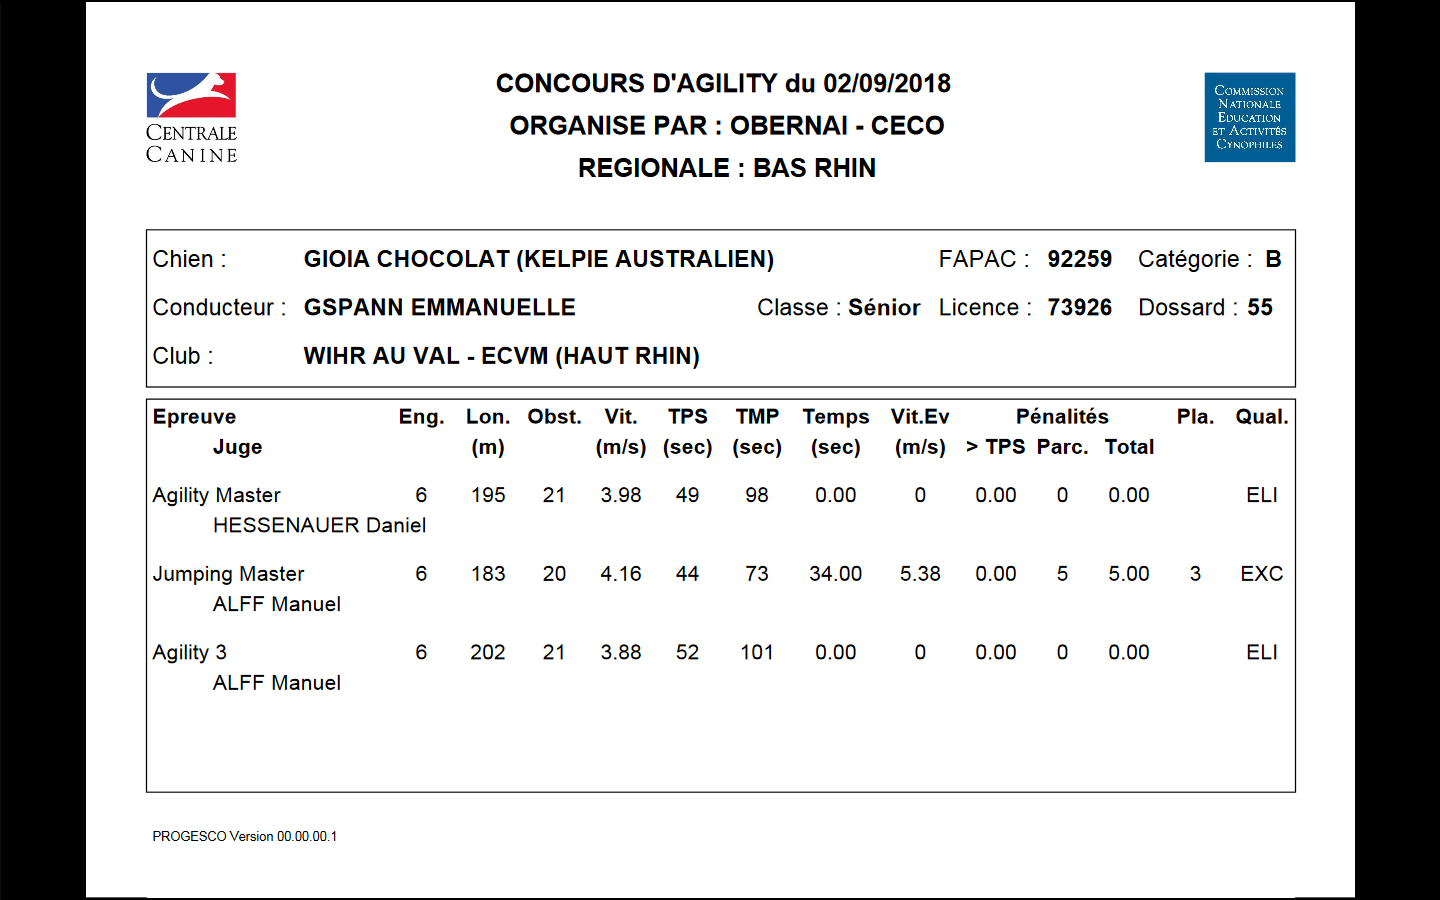 CENTRALE
CANINE
CONCOURS D'AGILITY du 02/09/2018
ORGANISE PAR : OBERNAI - CECO
REGIONALE : BAS RHIN
COMMISSION
NATIONALE
EDUCATION
ET ACTIVITÉS
CYNOPHILES
Chien : GIOIA CHOCOLAT (KELPIE AUSTRALIEN) FAPAC : 92259 Catégorie : B
Conducteur : GSPANN EMMANUELLE Classe : Sénior Licence : 73926 Dossard : 55
Club : WIHR AU VAL - ECVM (HAUT RHIN)
Epreuve Eng. Lon. Obst. Vit. TPS TMP Temps Vit.Ev Pénalités Pla. Qual.
Juge (m) (m/s) (sec) (sec) (sec) (m/s) > TPS Parc. Total
Agility Master 6 195 21 3.98 49 98 0.00 0 0.00 0 0.00 ELI
HESSENAUER Daniel
Jumping Master 6 183 20 4.16 44 73 34.00 5.38 0.00 5 5.00 3 EXC
ALFF Manuel
Agility 3 6 202 21 3.88 52 101 0.00 0 0.00 0 0.00 ELI
ALFF Manuel
PROGESCO Version 00.00.00.1